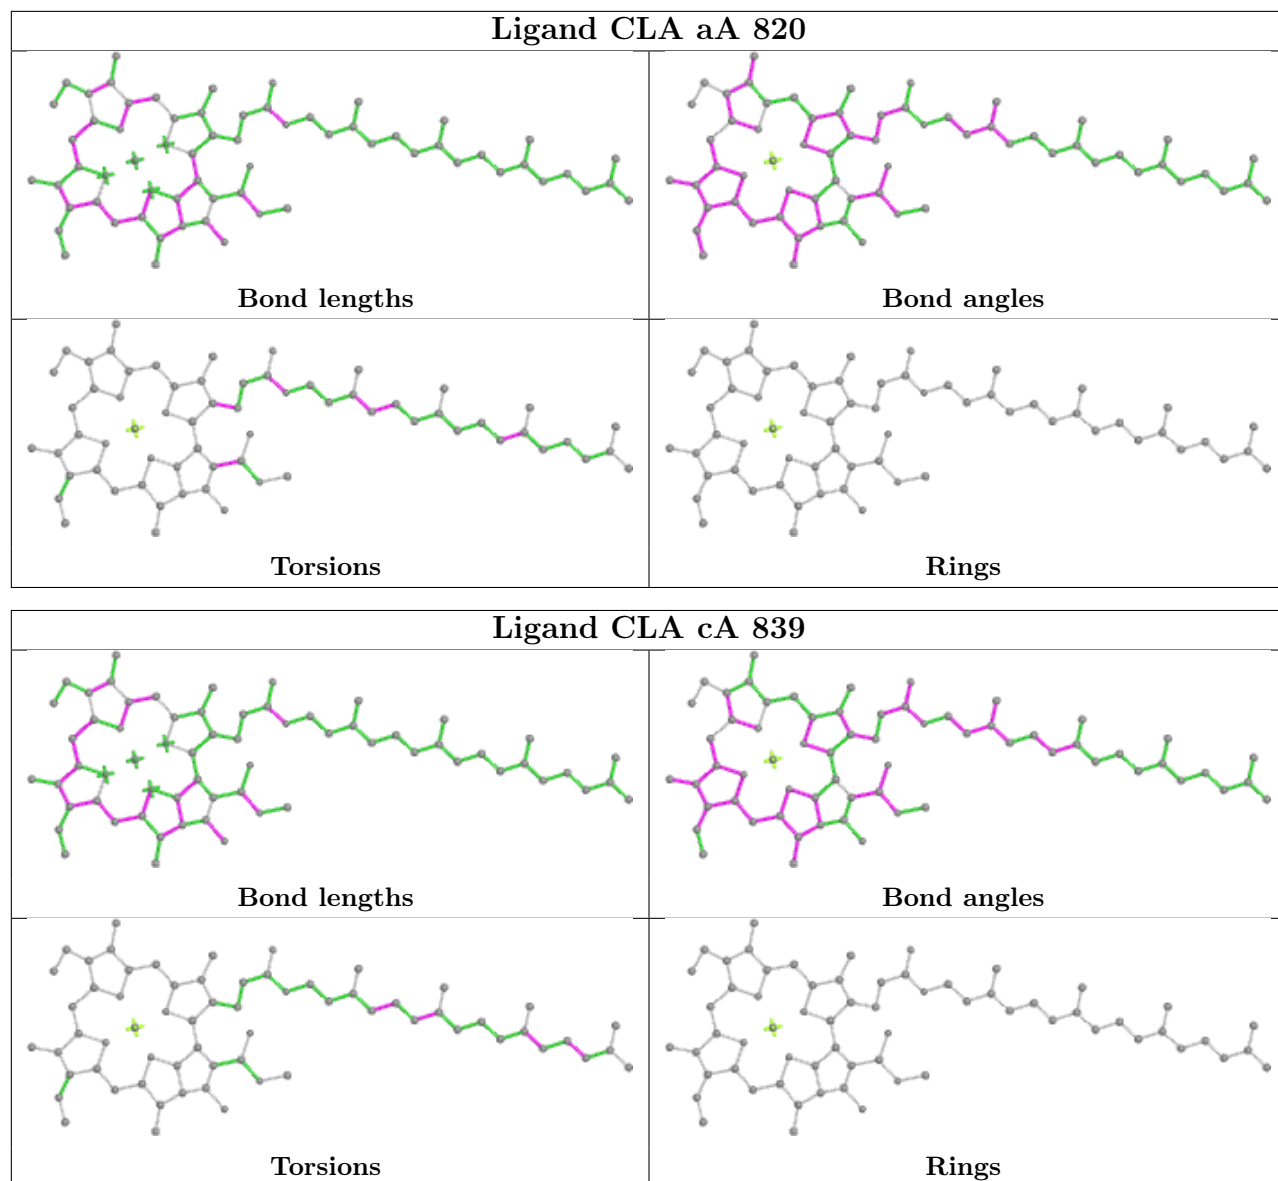 Ligand CLA aA 820
Bond lengths
Bond angles
Torsions
Rings
Ligand CLA cA 839
Bond lengths
Bond angles
Torsions
Rings